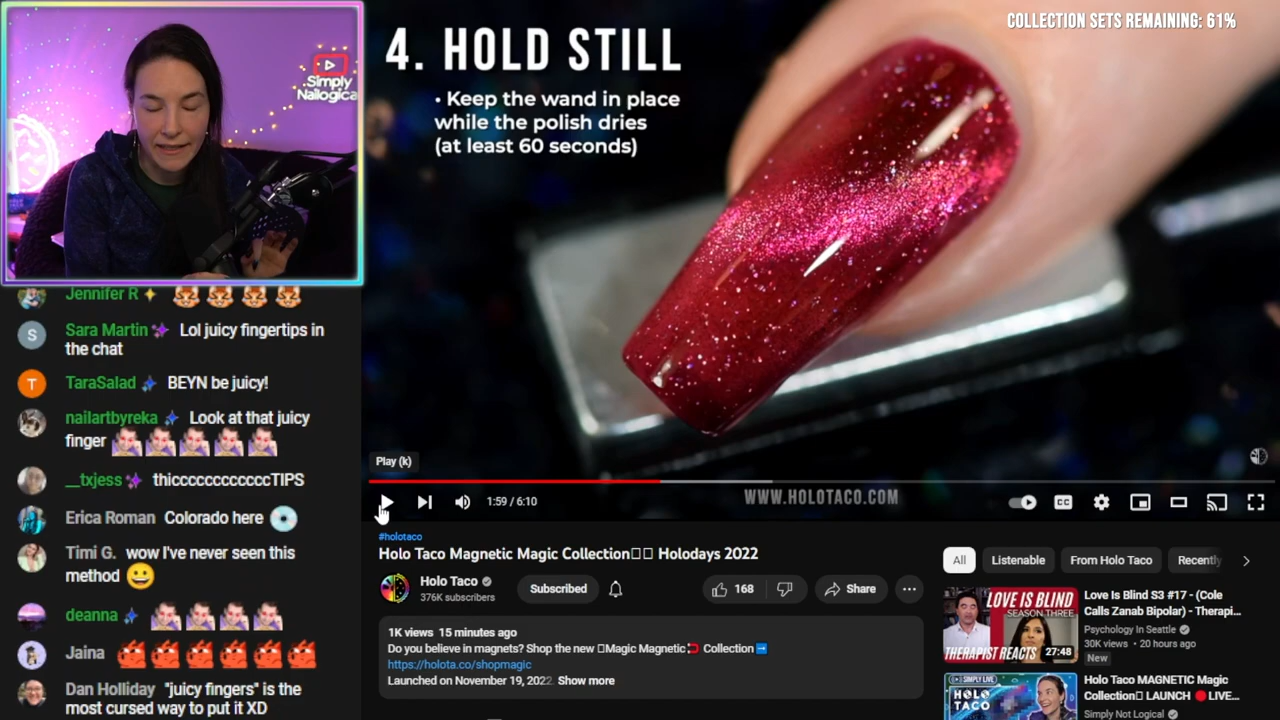 Simply
Nailogical
COLLECTION SETS REMAINING: 61%
4. HOLD STILL
• Keep the wand in place
while the polish dries
(at least 60 seconds)
Jennifer R
S Sara Martin Lol juicy fingertips in
the chat
T TaraSalad BEYN be juicy!
nailartbyreka Look at that juicy
finger
__txjess thiccccccccccccTIPS
Erica Roman Colorado here
Timi G. wow I've never seen this
method
deanna
Jaina
Dan Holliday "juicy fingers" is the
most cursed way to put it XD
Play (k)
1:59 / 6:10
WWW.HOLOTACO.COM
CC
#holotaco
Holo Taco Magnetic Magic Collection Holodays 2022
Holo Taco
376K subscribers
Subscribed
168
Share
1K views 15 minutes ago
Do you believe in magnets? Shop the new Magic Magnetic Collection
https://holota.co/shopmagic
Launched on November 19, 2022. Show more
All
Listenable
From Holo Taco
Recently
LOVE IS BLIND
SEASON THREE
THERAPIST REACTS
27:48
Love Is Blind S3 #17 - (Cole
Calls Zanab Bipolar) - Therapi...
Psychology In Seattle
30K views • 20 hours ago
New
SIMPLY LIVE
HOLO
TACO
Holo Taco MAGNETIC Magic
Collection LAUNCH LIVE...
Simply Not Logical